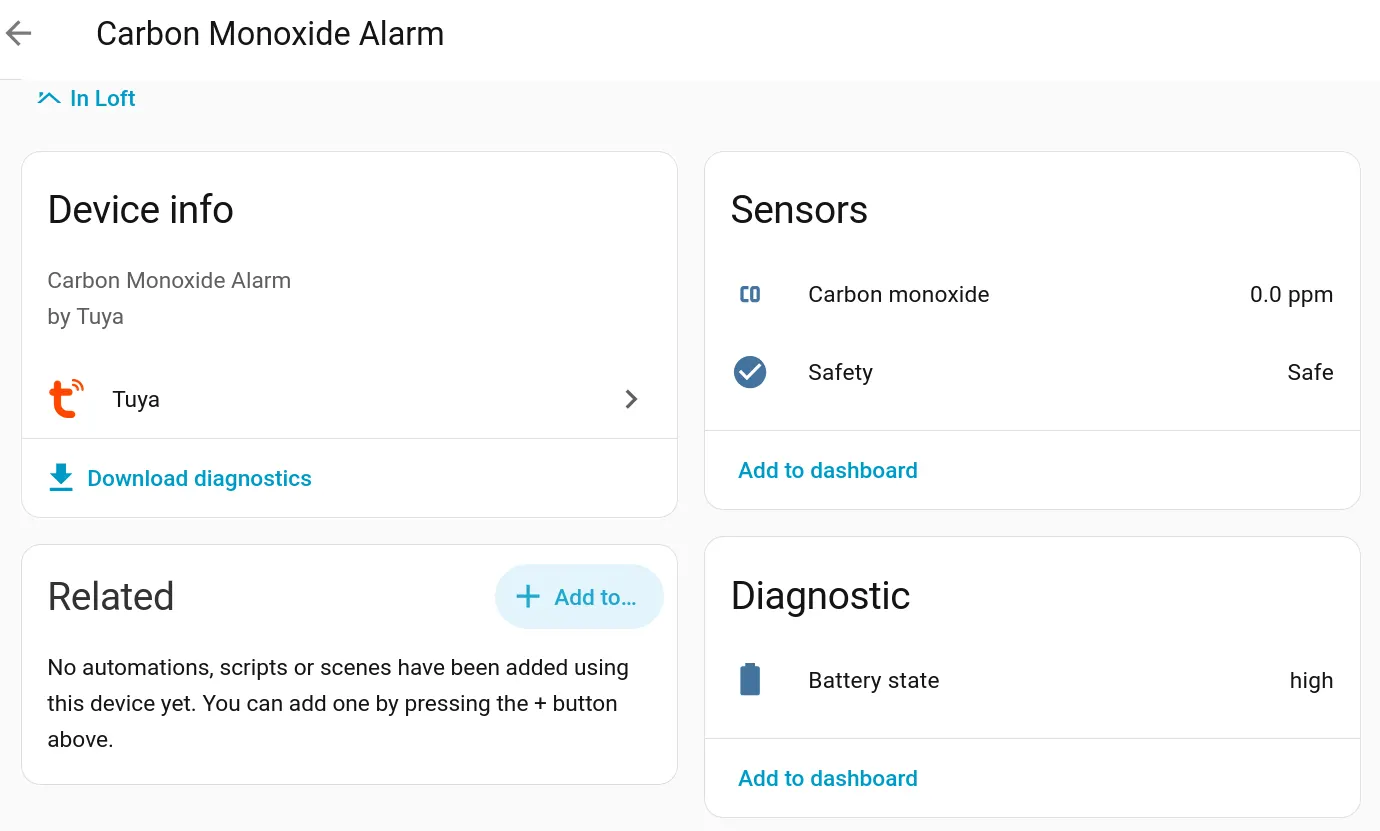 Carbon Monoxide Alarm
In Loft
Device info
Carbon Monoxide Alarm
by Tuya
Tuya
Download diagnostics
Related
Add to...
No automations, scripts or scenes have been added using
this device yet. You can add one by pressing the + button
above.
Sensors
CO Carbon monoxide 0.0 ppm
Safety Safe
Add to dashboard
Diagnostic
Battery state high
Add to dashboard